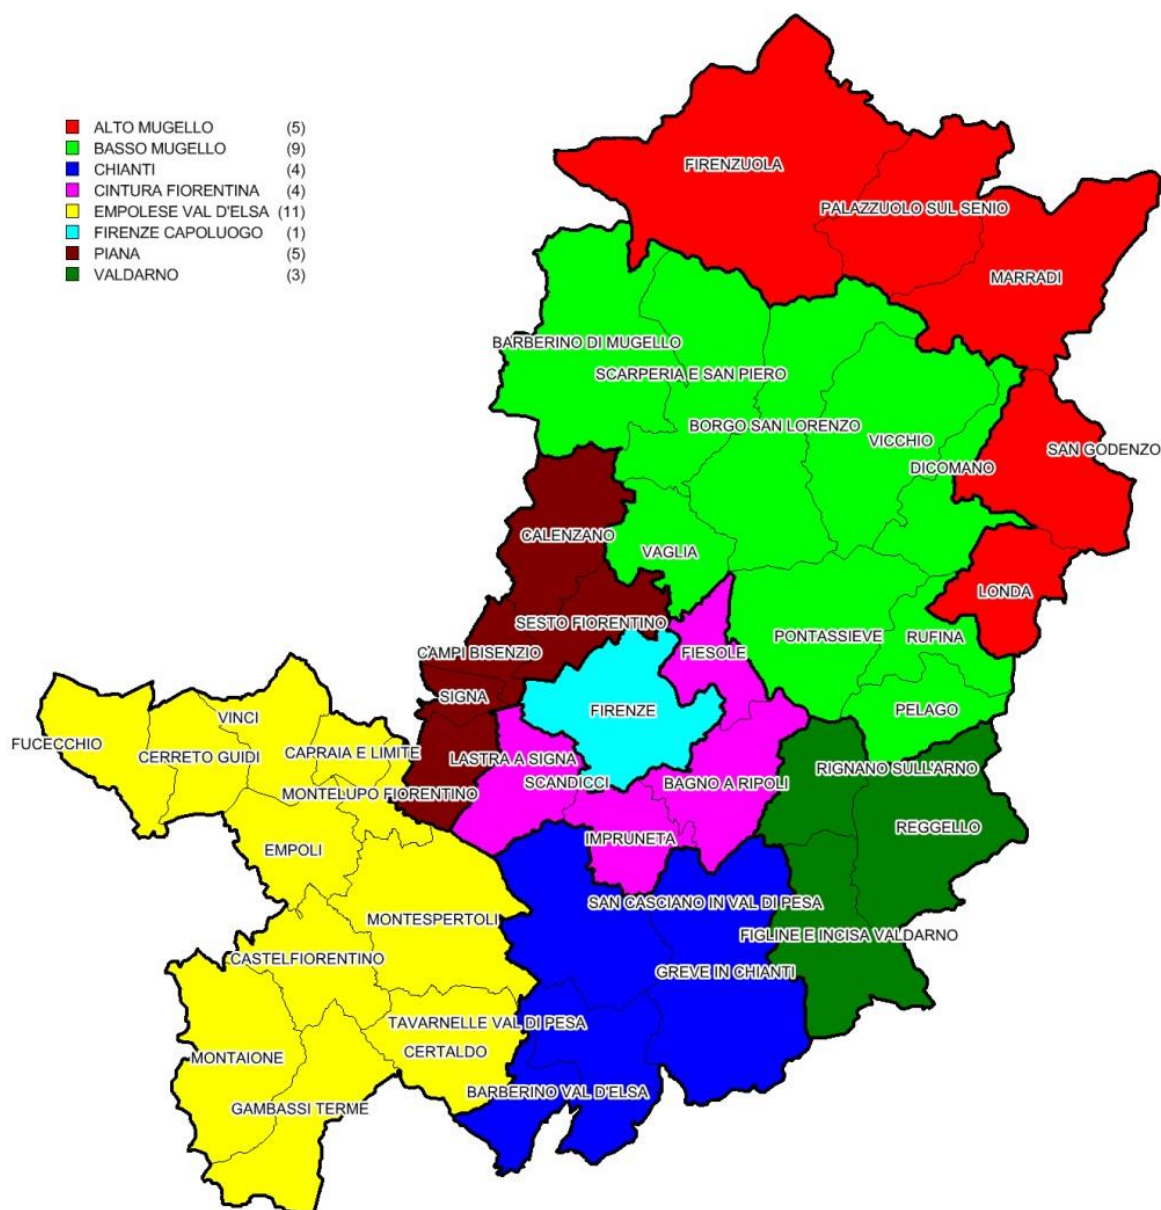 ALTO MUGELLO (5)
BASSO MUGELLO (9)
CHIANTI (4)
CINTURA FIORENTINA (4)
EMPOLESE VAL D'ELSA (11)
FIRENZE CAPOLUOGO (1)
PIANA (5)
VALDARNO (3)
FIRENZUOLA
PALAZZUOLO SUL SENIO
MARRADI
BARBERINO DI MUGELLO
SCARPERIA E SAN PIERO
BORGO SAN LORENZO
VICCHIO
SAN GODENZO
DICOMANO
CALENZANO
VAGLIA
LONDA
SESTO FIORENTINO
PONTASSIEVE
RUFINA
CAMPI BISENZIO
FIESOLE
SIGNA
FIRENZE
PELAGO
VINCI
FUCECCHIO
CERRETO GUIDI
CAPRAIA E LIMITE
LASTRA A SIGNA
RIGNANO SULL'ARNO
SCANDICCI
BAGNO A RIPOLI
MONTELUPO FIORENTINO
REGGELLO
IMPRUNETA
EMPOLI
SAN CASCIANO IN VAL DI PESA
MONTESPERTOLI
FIGLINE E INCISA VALDARNO
CASTELFIORENTINO
GREVE IN CHIANTI
TAVARNELLE VAL DI PESA
CERTALDO
MONTAIONE
BARBERINO VAL D'ELSA
GAMBASSI TERME